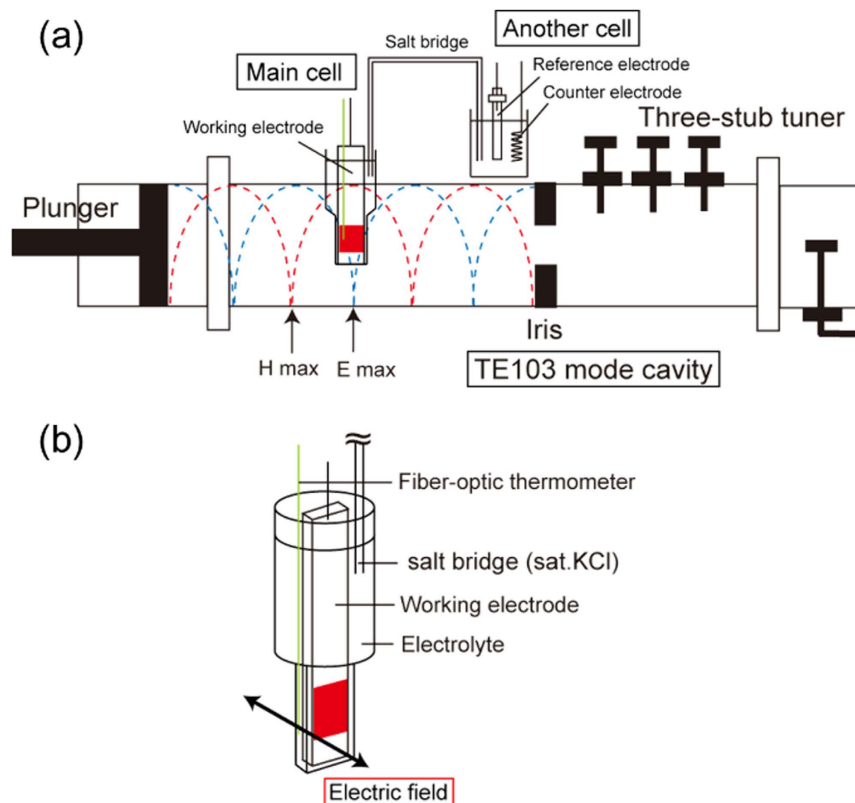 (a)
Salt bridge
Another cell
Main cell
Reference electrode
Counter electrode
Working electrode
Three-stub tuner
Plunger
Iris
H max
E max
TE103 mode cavity
(b)
Fiber-optic thermometer
salt bridge (sat.KCl)
Working electrode
Electrolyte
Electric field